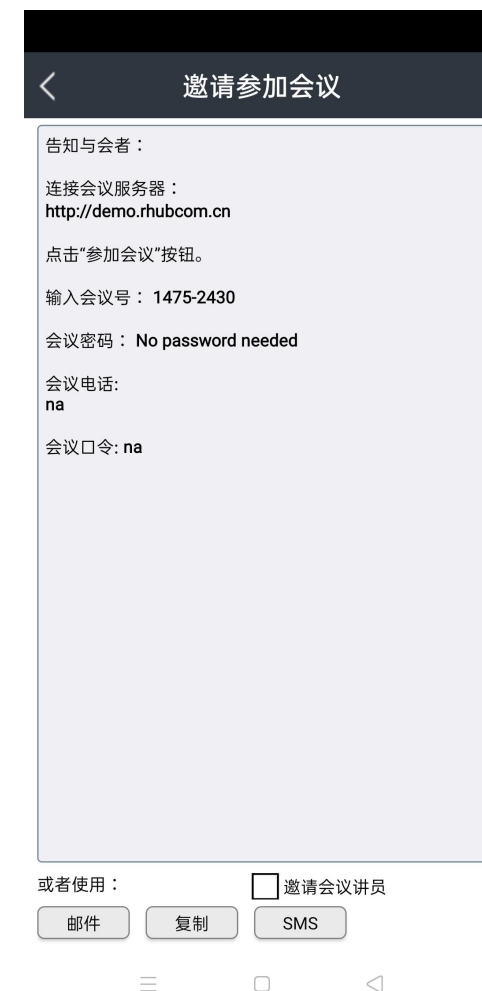 邀请参加会议
告知与会者：
连接会议服务器：
http://demo.rhubcom.cn
点击“参加会议”按钮。
输入会议号： 1475-2430
会议密码： No password needed
会议电话:
na
会议口令: na
或者使用：
邀请会议讲员
邮件
复制
SMS